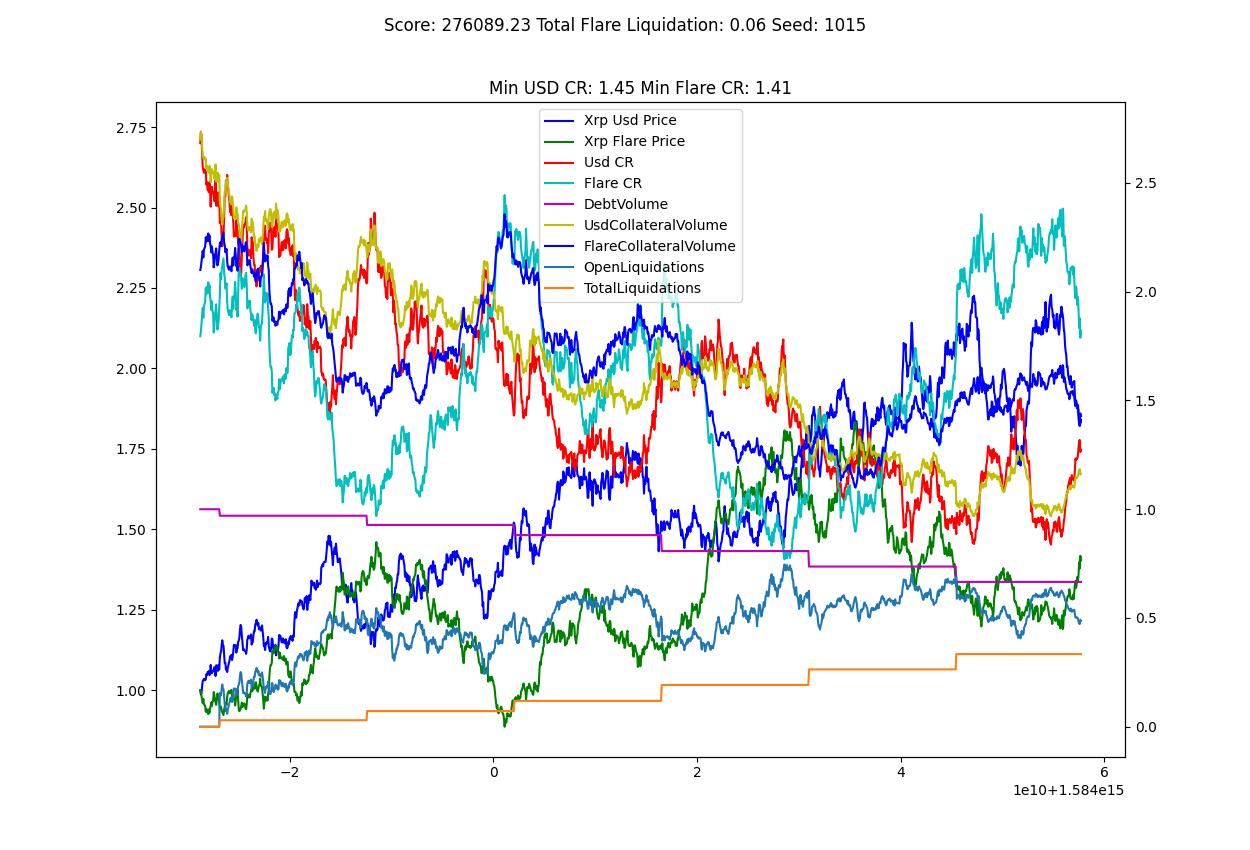 Score: 276089.23 Total Flare Liquidation: 0.06 Seed: 1015
Min USD CR: 1.45 Min Flare CR: 1.41
Xrp Usd Price
Xrp Flare Price
Usd CR
Flare CR
DebtVolume
UsdCollateralVolume
FlareCollateralVolume
OpenLiquidations
TotalLiquidations
2.75
2.50
2.25
2.00
1.75
1.50
1.25
1.00
2.5
2.0
1.5
1.0
0.5
0.0
−2
0
2
4
6
1e10+1.584e15